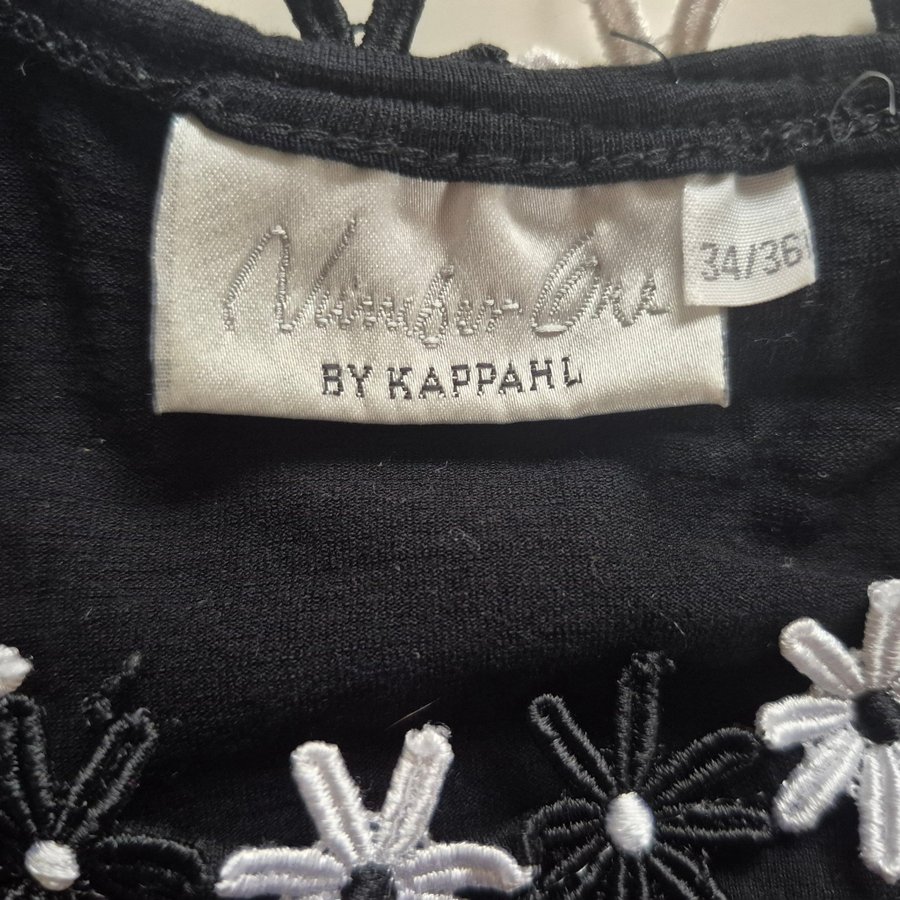 Number One
BY KAPPAHL
34/36